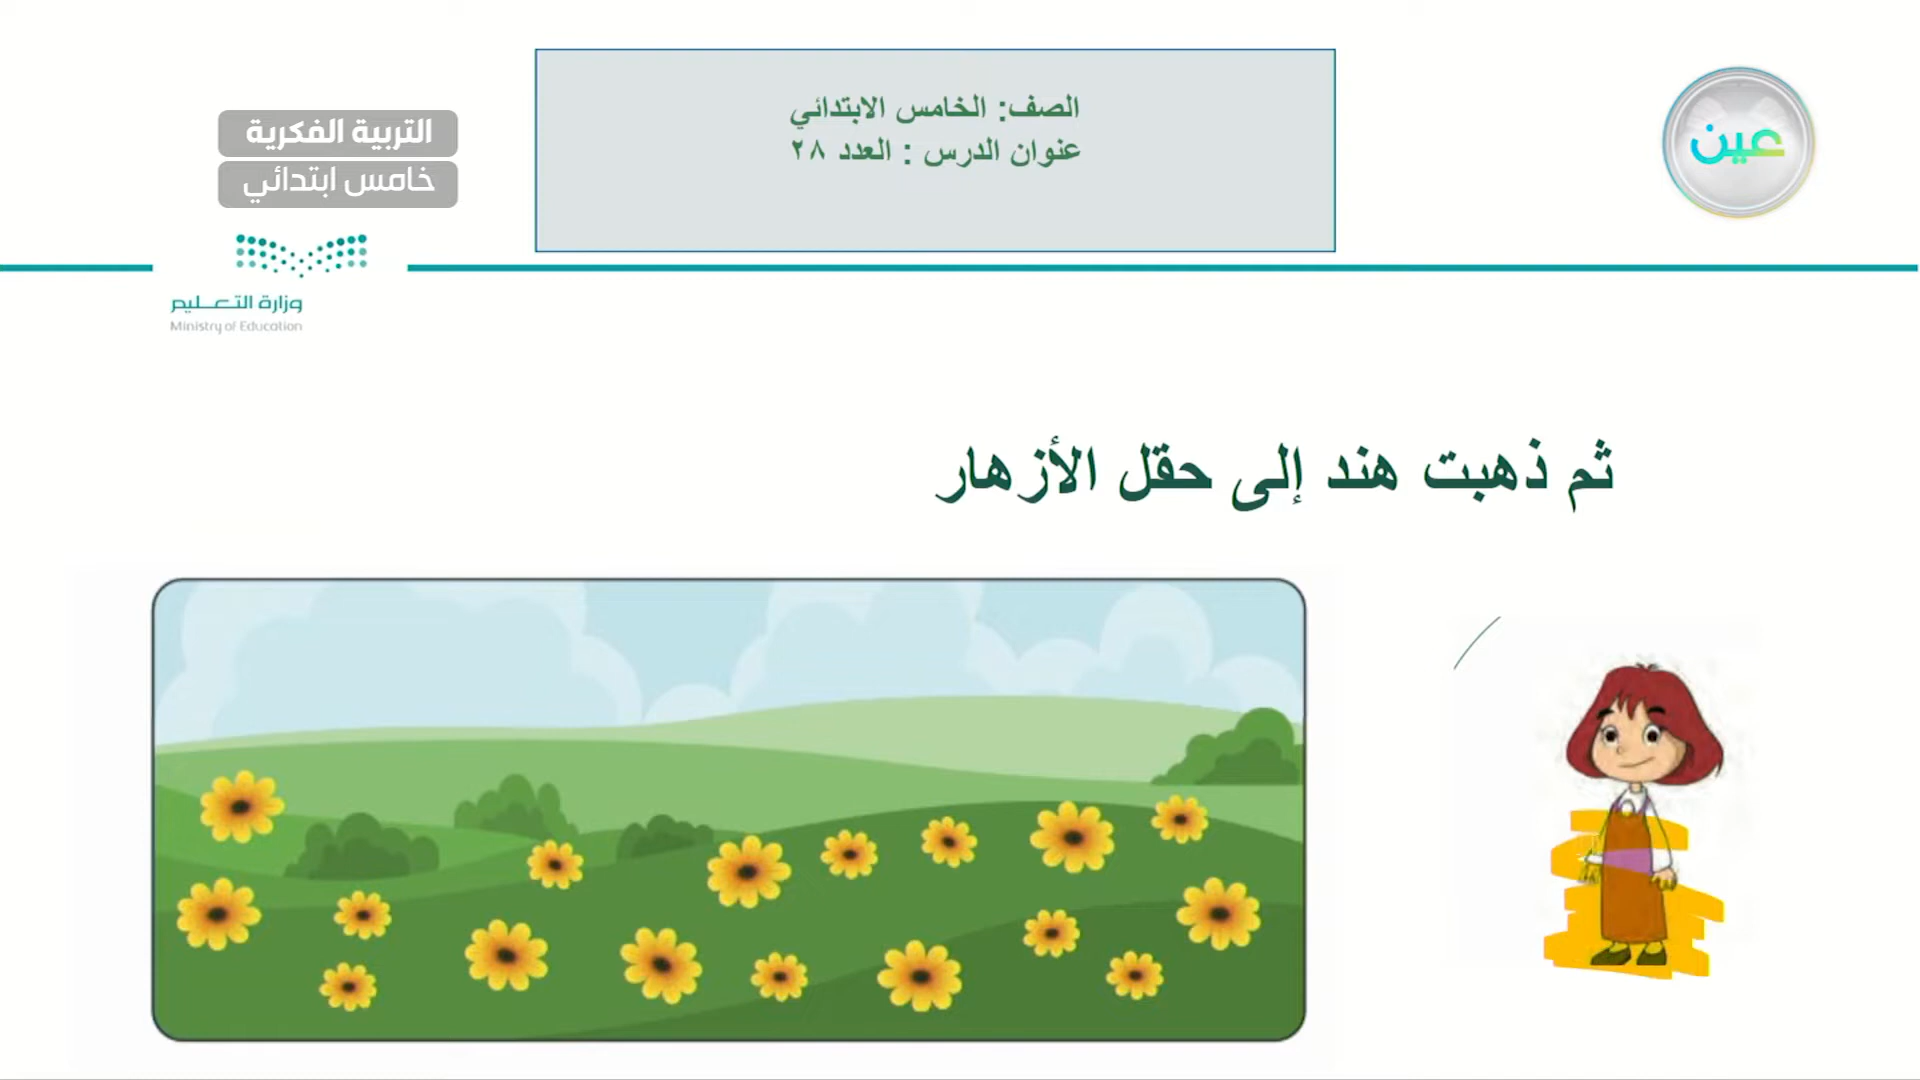 الصف: الخامس الابتدائي
عنوان الدرس : العدد ٢٨
عين
التربية الفكرية
خامس ابتدائي
وزارة التعليم
Ministry of Education
ثم ذهبت هند إلى حقل الأزهار